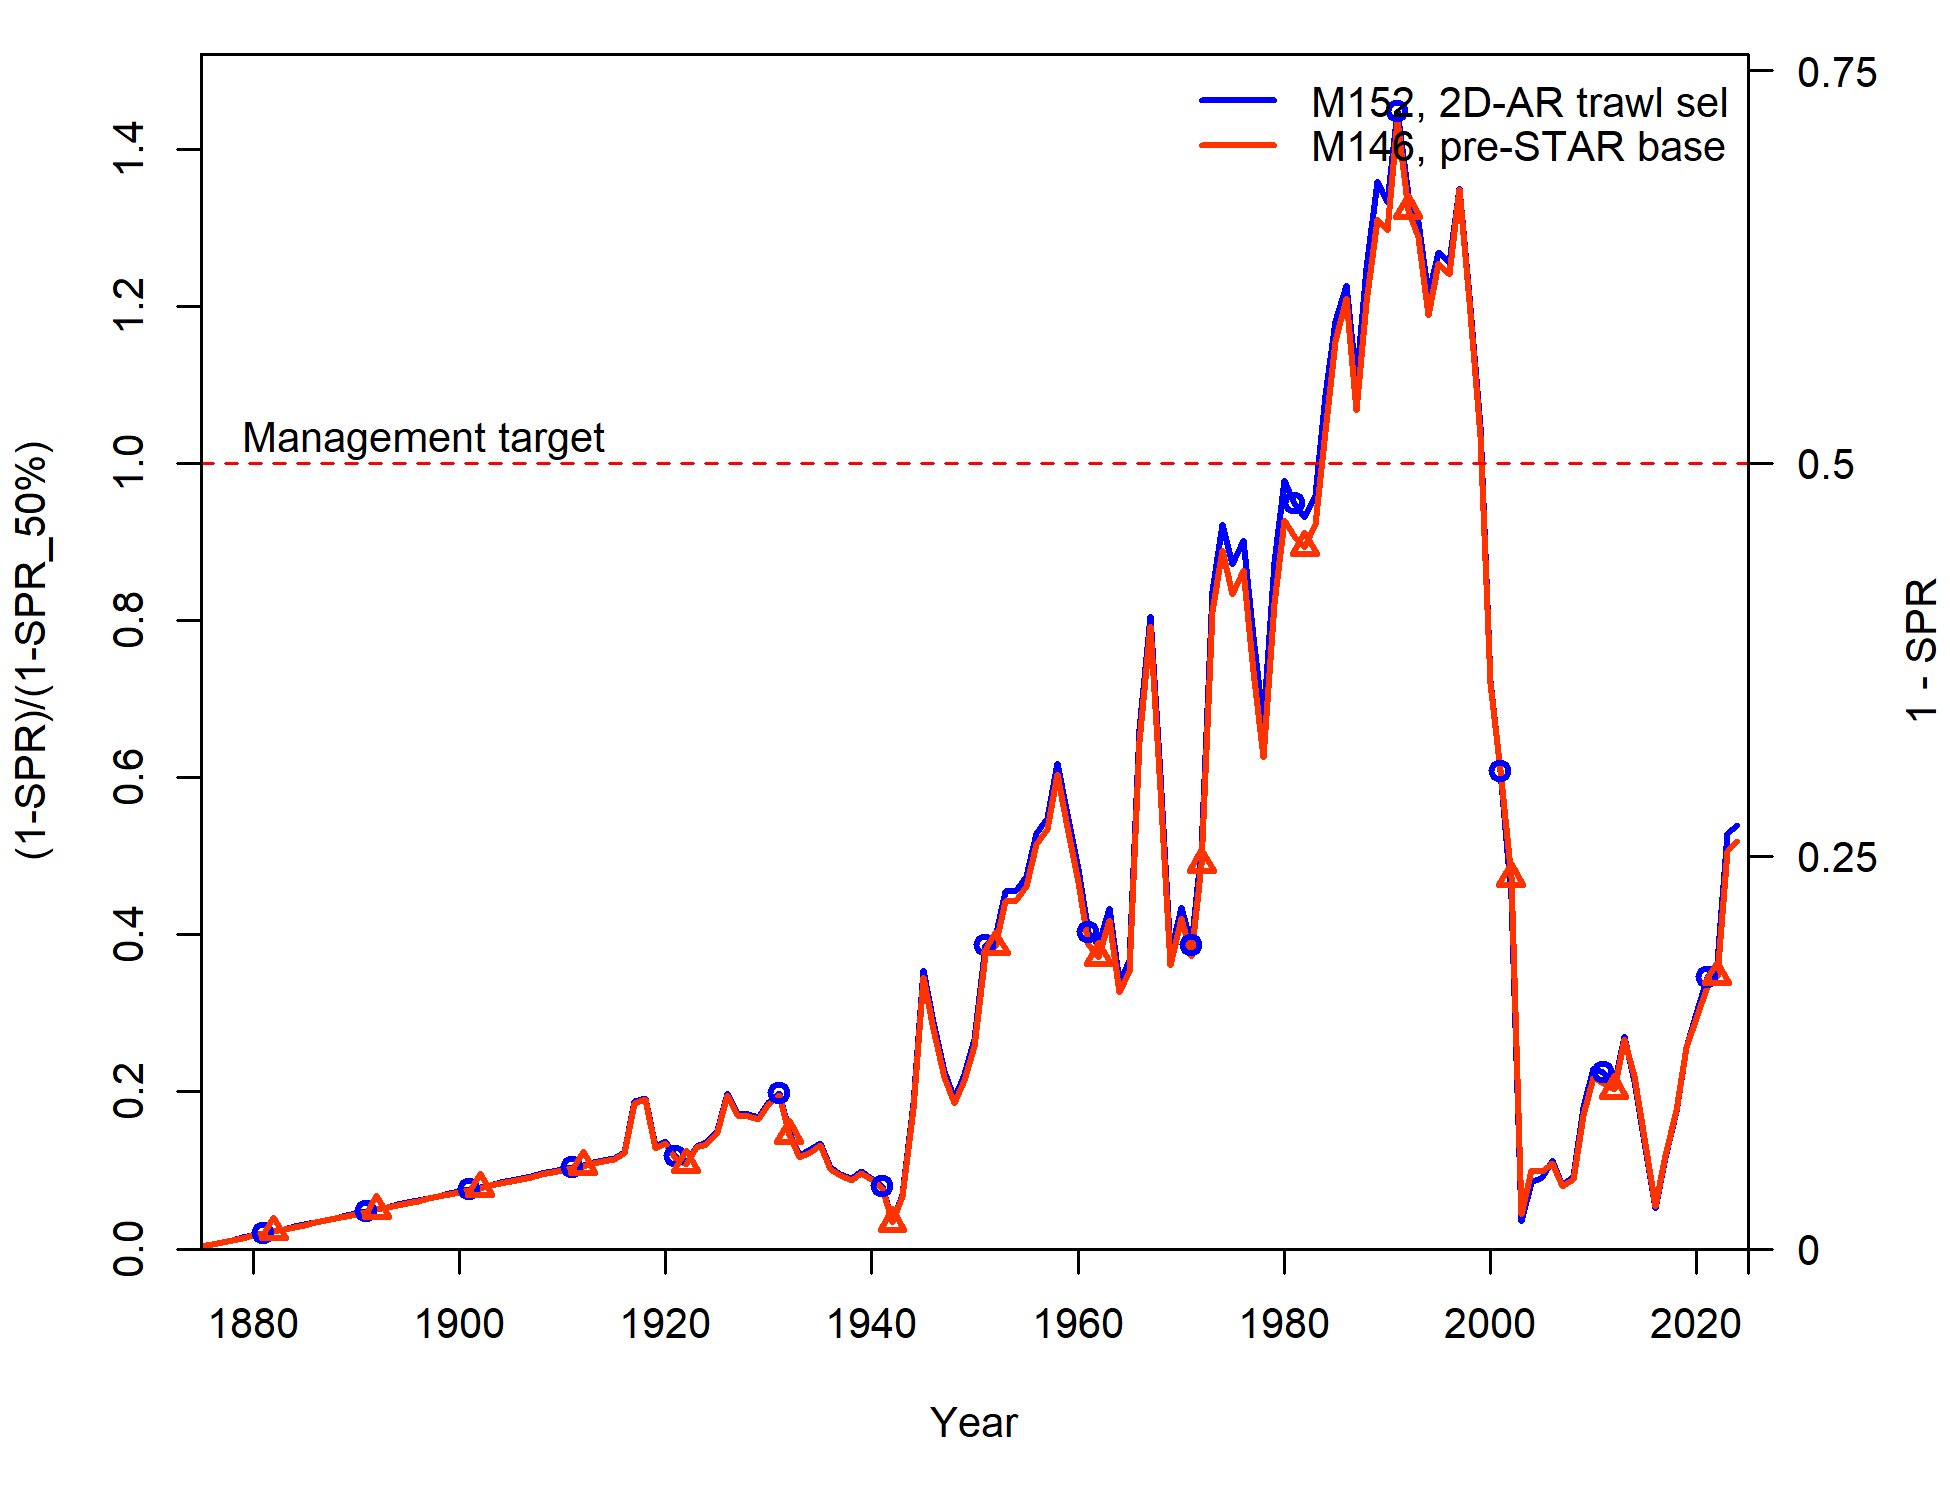 M152, 2D-AR trawl sel
M146, pre-STAR base
Management target
(1-SPR)/(1-SPR_50%)
0.0
0.2
0.4
0.6
0.8
1.0
1.2
1.4
0.75
0.5
0.25
0
1 - SPR
1880 1900 1920 1940 1960 1980 2000 2020
Year